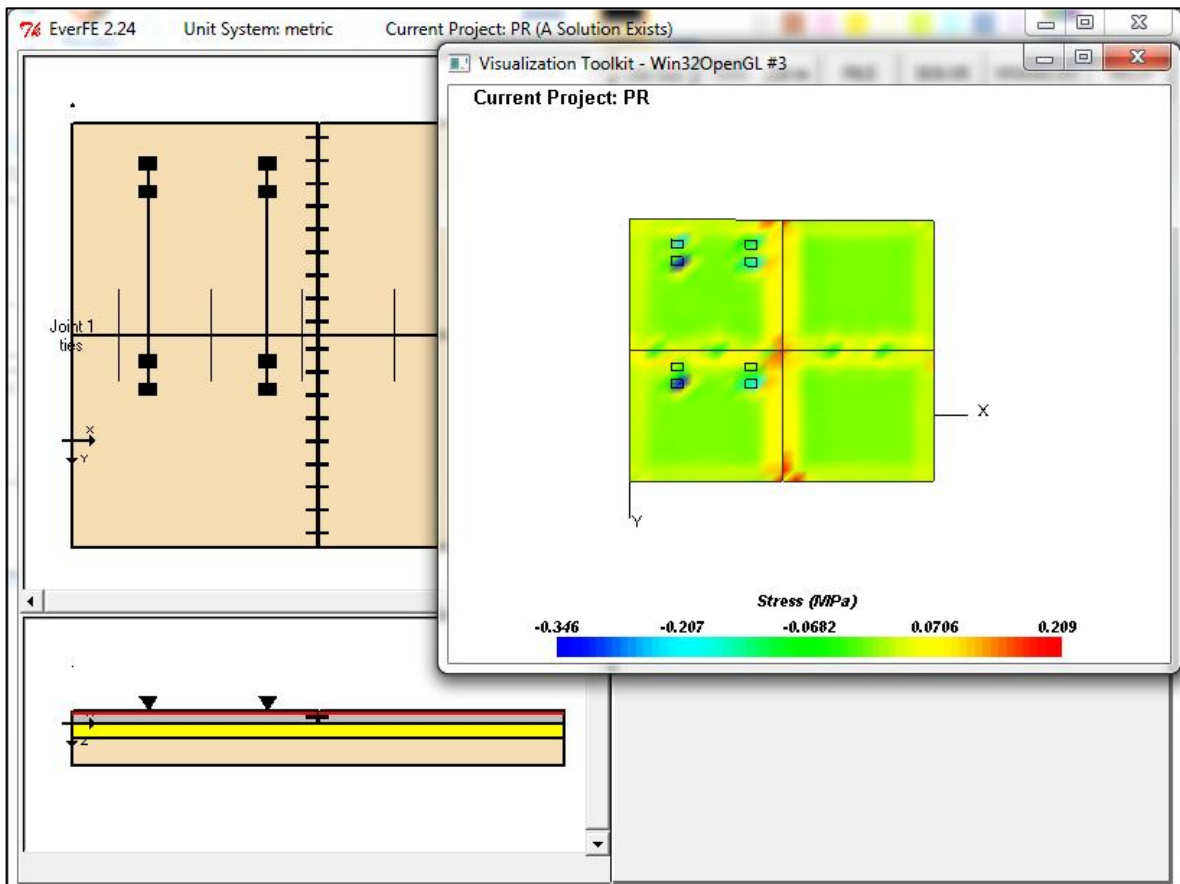 EverFE 2.24 Unit System: metric Current Project: PR (A Solution Exists)
Visualization Toolkit - Win32OpenGL #3
Current Project: PR
Joint 1
ties
X
Y
X
Y
Stress (MPa)
-0.346 -0.207 -0.0682 0.0706 0.209
Z